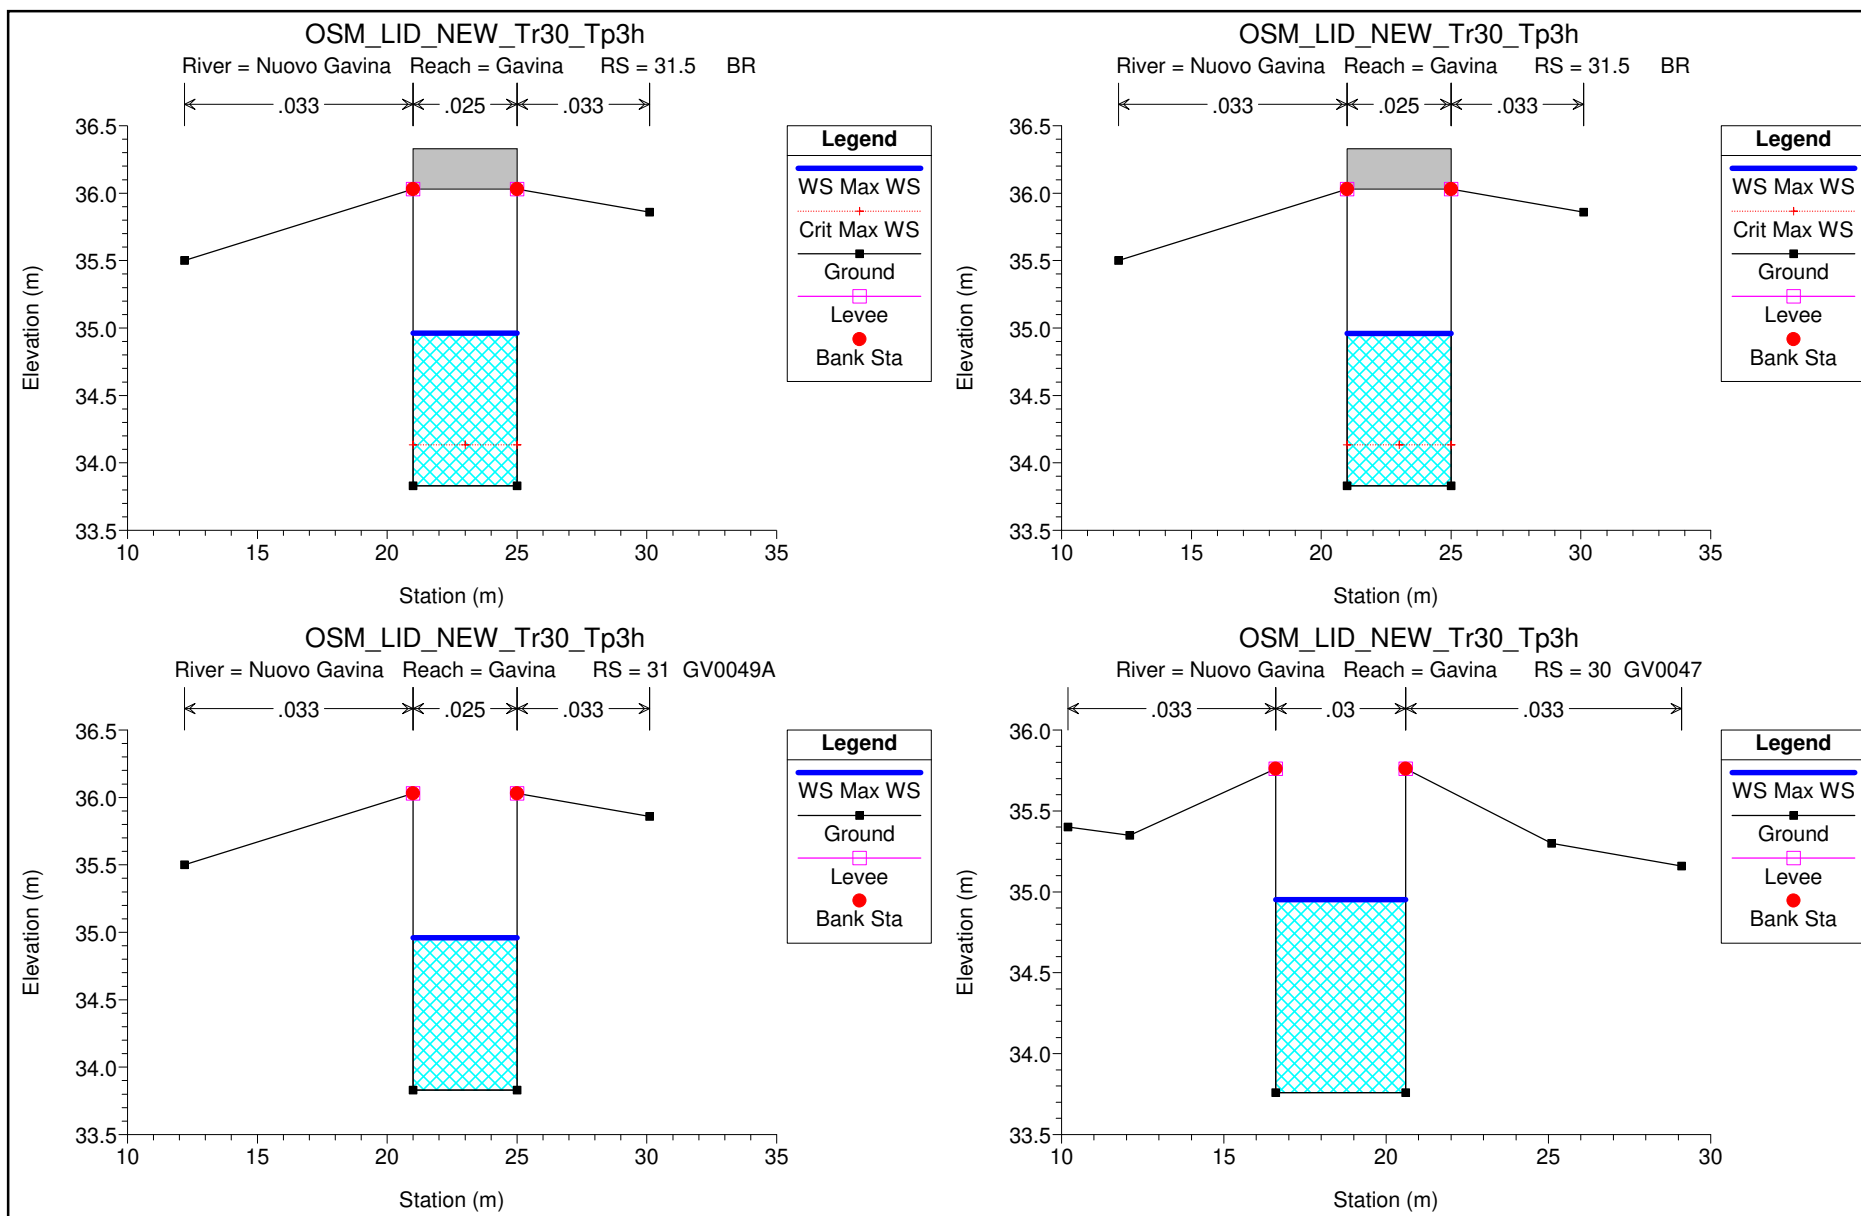 OSM_LID_NEW_Tr30_Tp3h
River = Nuovo Gavina Reach = Gavina RS = 31.5 BR
.033 .025 .033
36.5
36.0
35.5
35.0
34.5
34.0
33.5
10 15 20 25 30 35
Station (m)
Elevation (m)
Legend
WS Max WS
Crit Max WS
Ground
Levee
Bank Sta
OSM_LID_NEW_Tr30_Tp3h
River = Nuovo Gavina Reach = Gavina RS = 31.5 BR
.033 .025 .033
36.5
36.0
35.5
35.0
34.5
34.0
33.5
10 15 20 25 30 35
Station (m)
Elevation (m)
Legend
WS Max WS
Crit Max WS
Ground
Levee
Bank Sta
OSM_LID_NEW_Tr30_Tp3h
River = Nuovo Gavina Reach = Gavina RS = 31 GV0049A
.033 .025 .033
36.5
36.0
35.5
35.0
34.5
34.0
33.5
10 15 20 25 30 35
Station (m)
Elevation (m)
Legend
WS Max WS
Ground
Levee
Bank Sta
OSM_LID_NEW_Tr30_Tp3h
River = Nuovo Gavina Reach = Gavina RS = 30 GV0047
.033 .03 .033
36.0
35.5
35.0
34.5
34.0
33.5
10 15 20 25 30
Station (m)
Elevation (m)
Legend
WS Max WS
Ground
Levee
Bank Sta